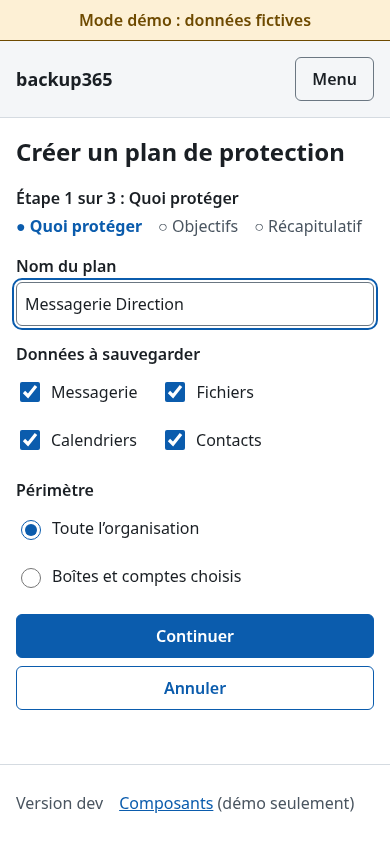 Mode démo : données fictives
backup365
Menu
Créer un plan de protection
Étape 1 sur 3 : Quoi protéger
● Quoi protéger ○ Objectifs ○ Récapitulatif
Nom du plan
Messagerie Direction
Données à sauvegarder
Messagerie Fichiers
Calendriers Contacts
Périmètre
Toute l’organisation
Boîtes et comptes choisis
Continuer
Annuler
Version dev Composants (démo seulement)